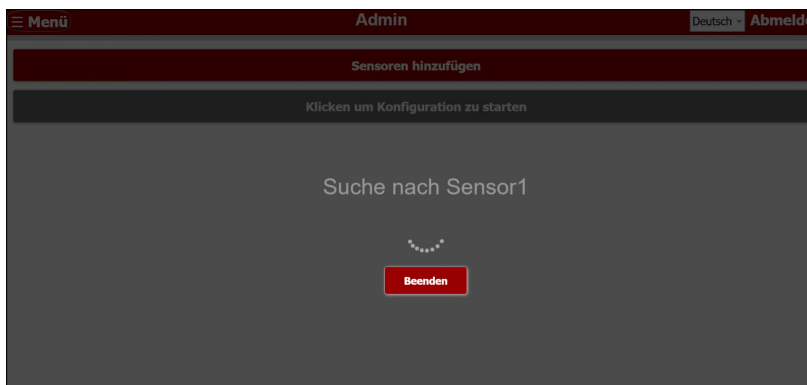 ☰ Menü Admin Deutsch
Sensoren hinzufügen
Klicken um Konfiguration zu starten
Suche nach Sensor1
Beenden